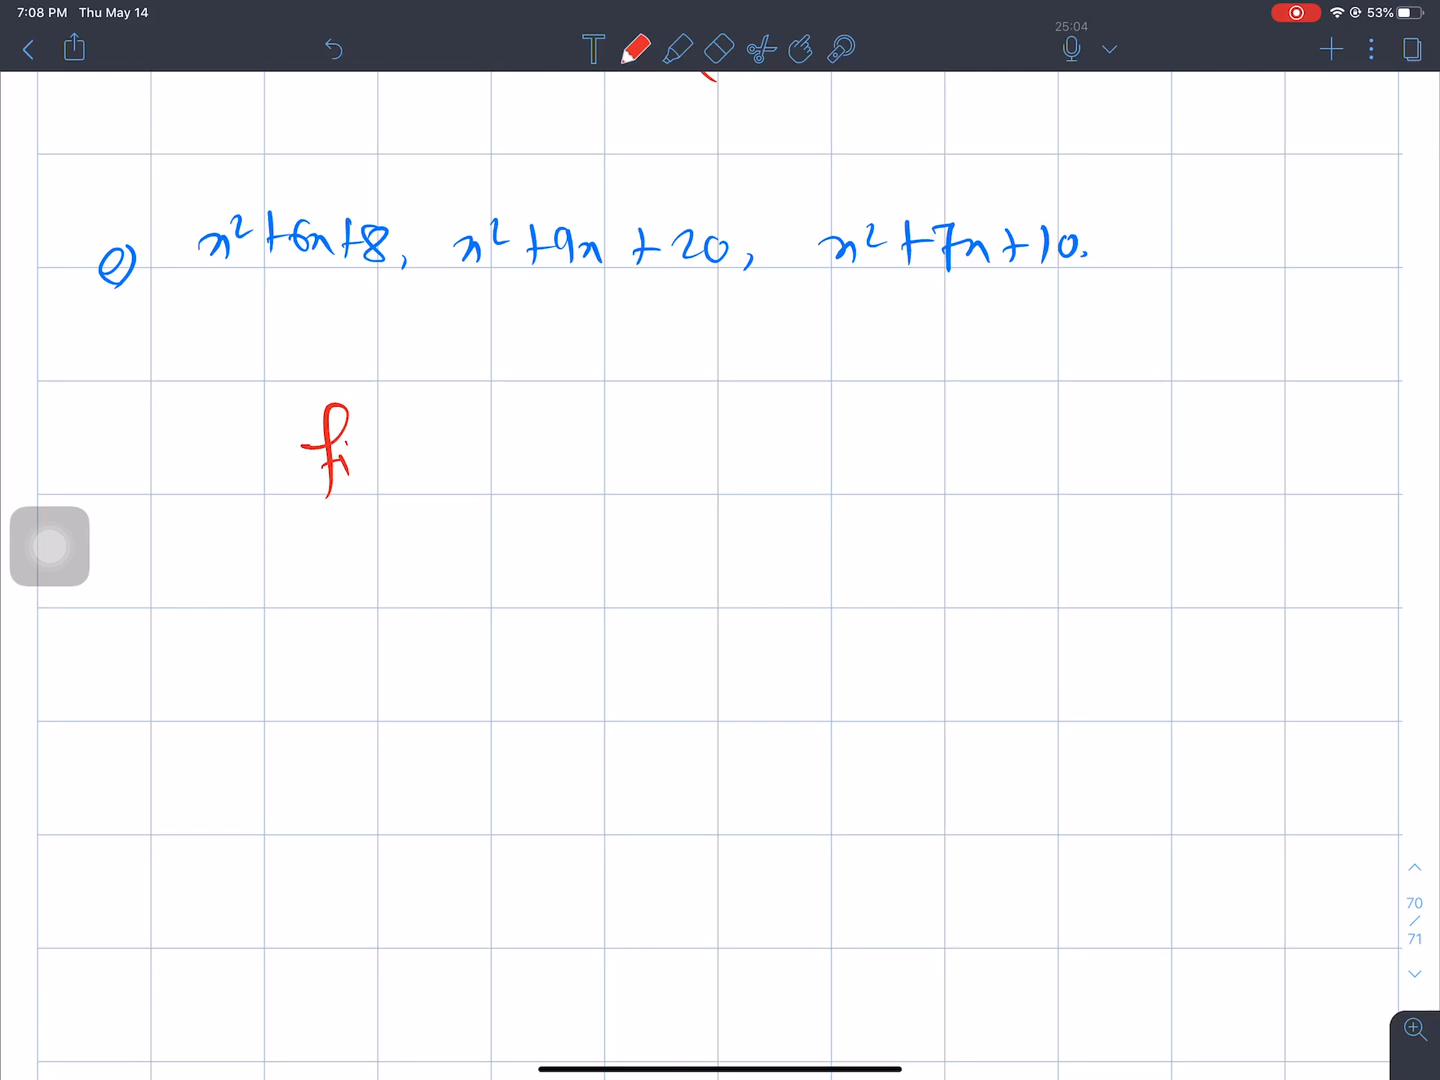 7:08 PM Thu May 14 53%
25:04
e) x² + 6x + 8, x² + 9x + 20, x² + 7x + 10.
fi
70
/
71